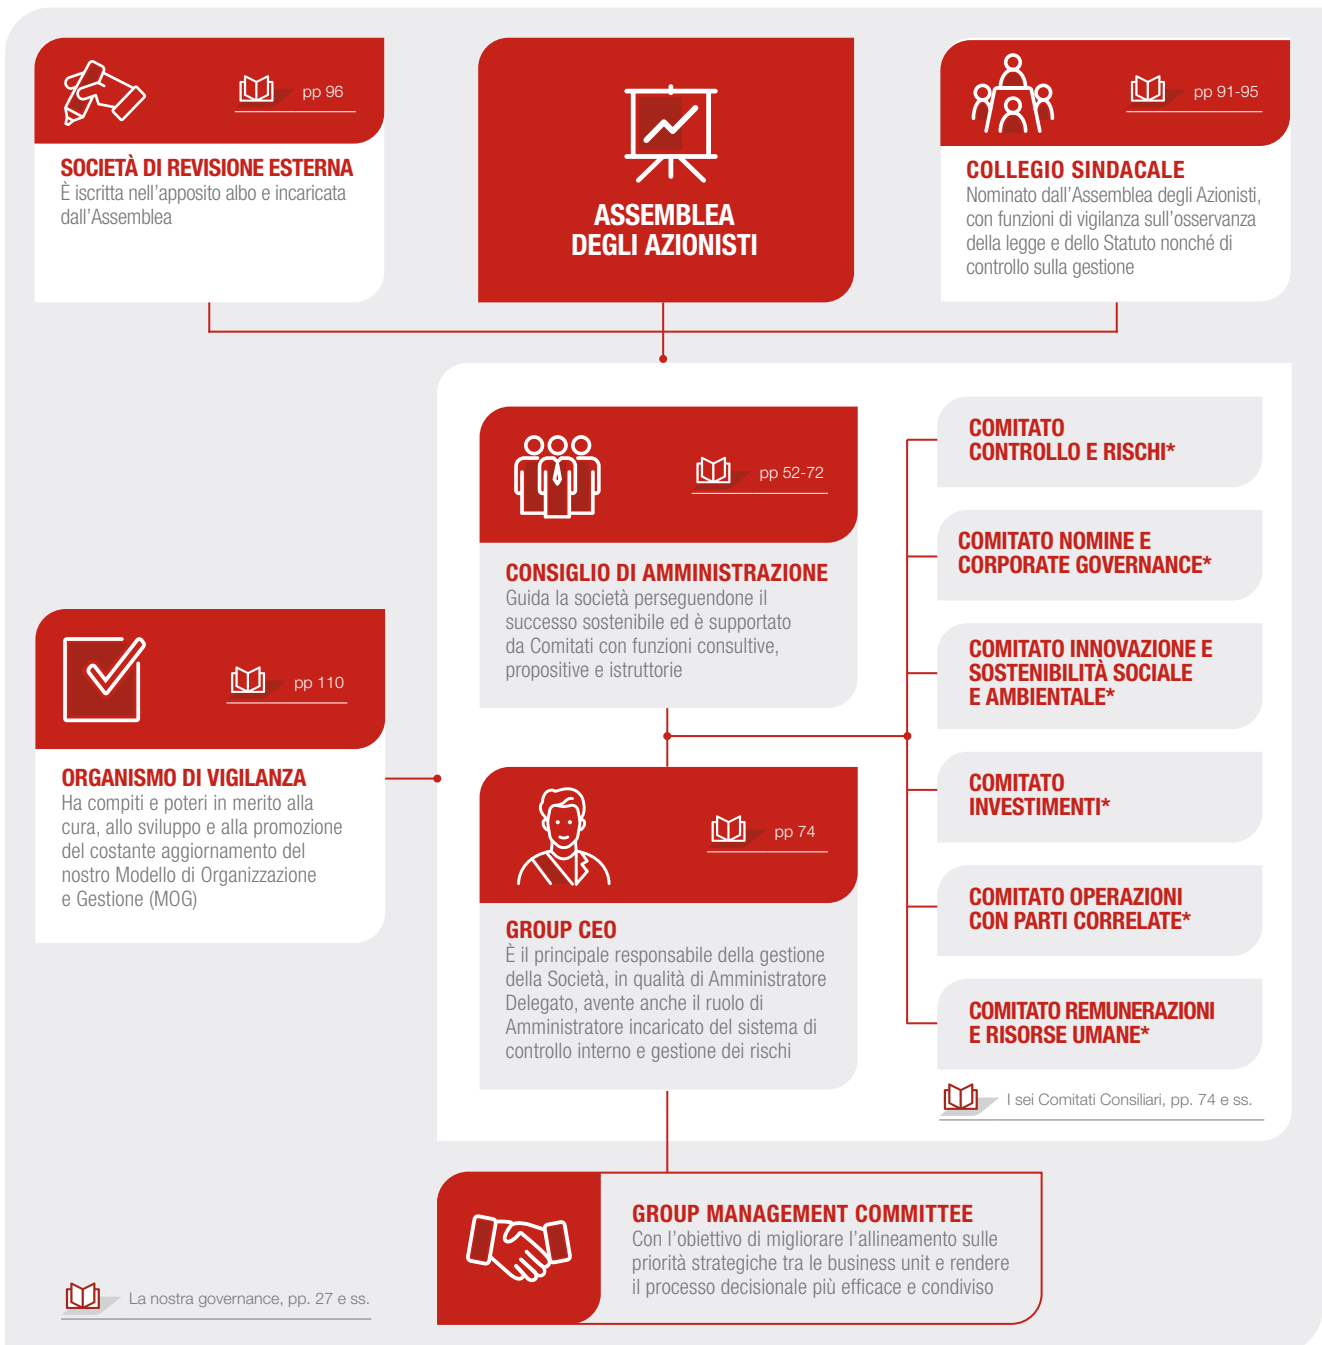 pp 96
SOCIETÀ DI REVISIONE ESTERNA
È iscritta nell'apposito albo e incaricata
dall'Assemblea
ASSEMBLEA
DEGLI AZIONISTI
pp 91-95
COLLEGIO SINDACALE
Nominato dall'Assemblea degli Azionisti,
con funzioni di vigilanza sull'osservanza
della legge e dello Statuto nonché di
controllo sulla gestione
pp 52-72
CONSIGLIO DI AMMINISTRAZIONE
Guida la società perseguendone il
successo sostenibile ed è supportato
da Comitati con funzioni consultive,
propositive e istruttorie
COMITATO
CONTROLLO E RISCHI*
COMITATO NOMINE E
CORPORATE GOVERNANCE*
COMITATO INNOVAZIONE E
SOSTENIBILITÀ SOCIALE
E AMBIENTALE*
COMITATO
INVESTIMENTI*
COMITATO OPERAZIONI
CON PARTI CORRELATE*
COMITATO REMUNERAZIONI
E RISORSE UMANE*
I sei Comitati Consiliari, pp. 74 e ss.
pp 110
ORGANISMO DI VIGILANZA
Ha compiti e poteri in merito alla
cura, allo sviluppo e alla promozione
del costante aggiornamento del
nostro Modello di Organizzazione
e Gestione (MOG)
pp 74
GROUP CEO
È il principale responsabile della gestione
della Società, in qualità di Amministratore
Delegato, avente anche il ruolo di
Amministratore incaricato del sistema di
controllo interno e gestione dei rischi
GROUP MANAGEMENT COMMITTEE
Con l'obiettivo di migliorare l'allineamento sulle
priorità strategiche tra le business unit e rendere
il processo decisionale più efficace e condiviso
La nostra governance, pp. 27 e ss.